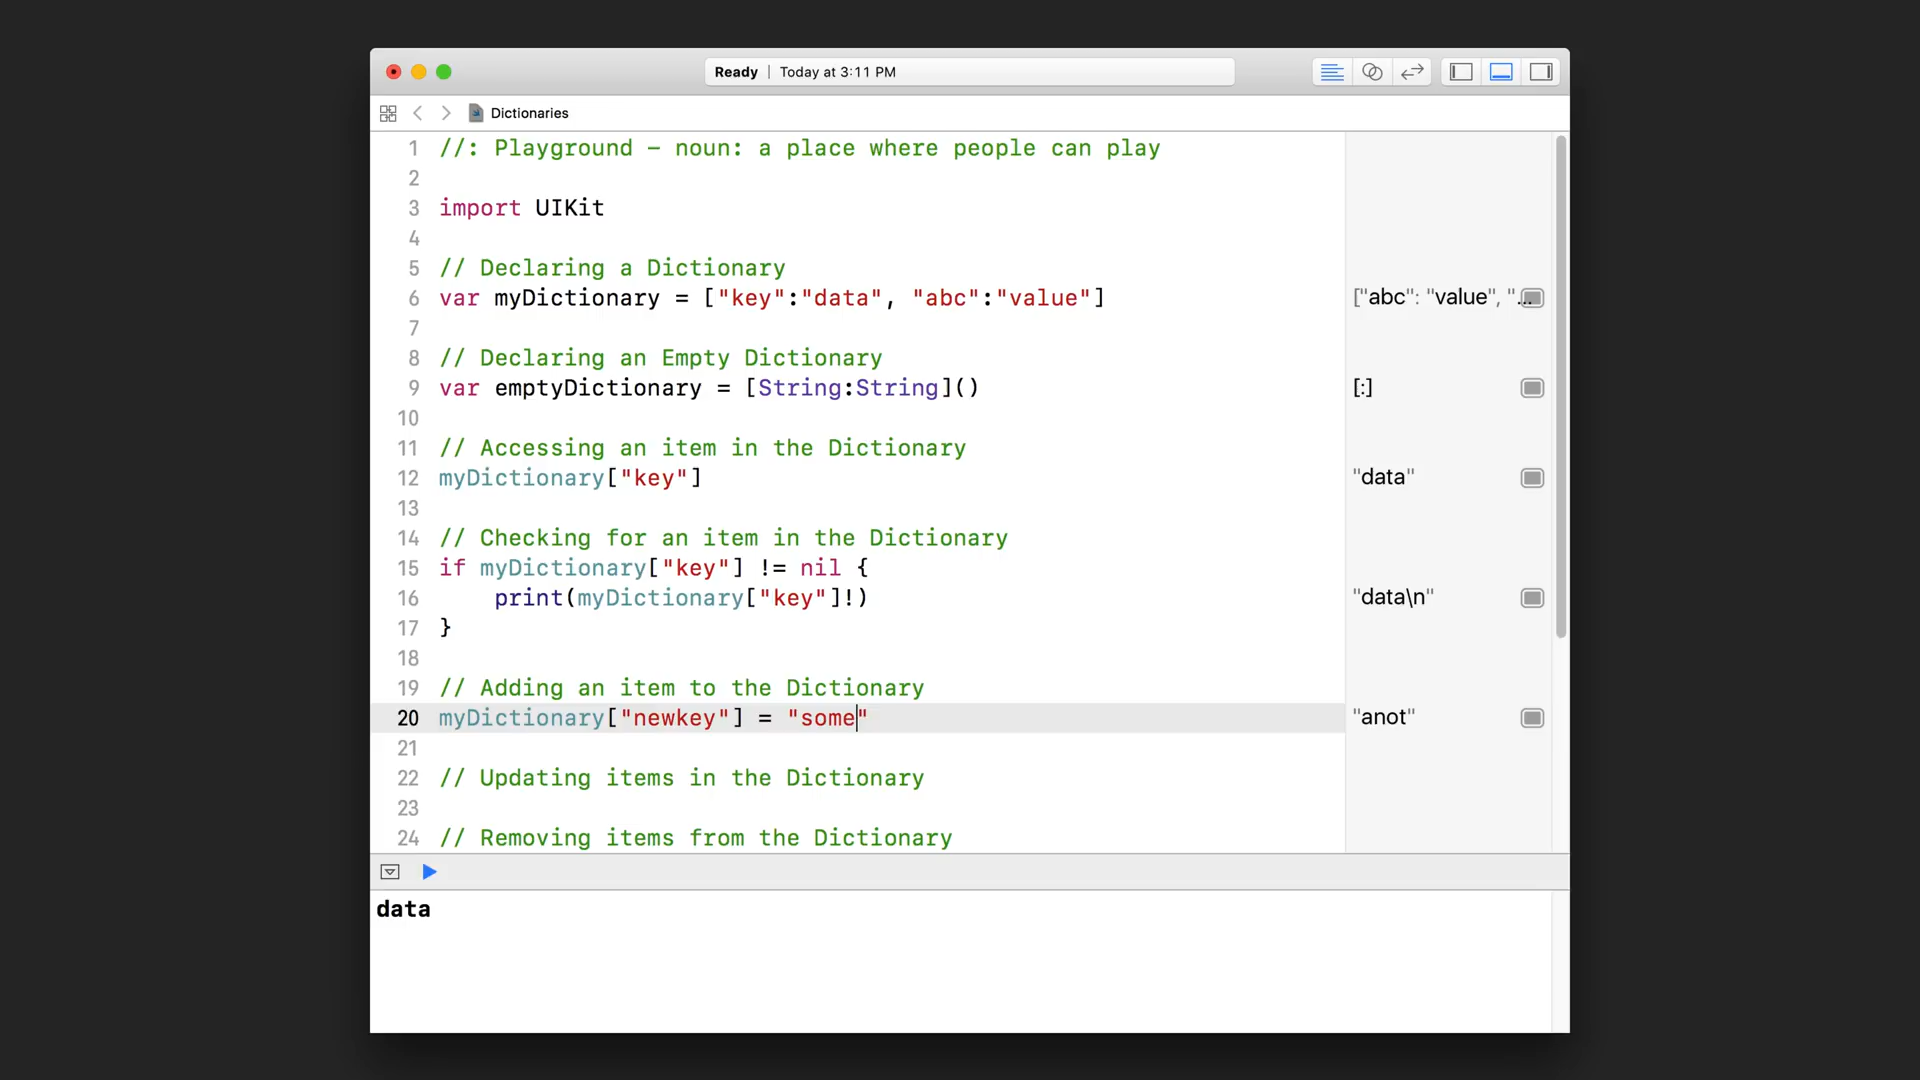 Ready | Today at 3:11 PM
Dictionaries
1 //: Playground – noun: a place where people can play
2
3 import UIKit
4
5 // Declaring a Dictionary
6 var myDictionary = ["key":"data", "abc":"value"] ["abc": "value", "...
7
8 // Declaring an Empty Dictionary
9 var emptyDictionary = [String:String]() [:]
10
11 // Accessing an item in the Dictionary
12 myDictionary["key"] "data"
13
14 // Checking for an item in the Dictionary
15 if myDictionary["key"] != nil {
16     print(myDictionary["key"]!) "data\n"
17 }
18
19 // Adding an item to the Dictionary
20 myDictionary["newkey"] = "some" "anot"
21
22 // Updating items in the Dictionary
23
24 // Removing items from the Dictionary
data